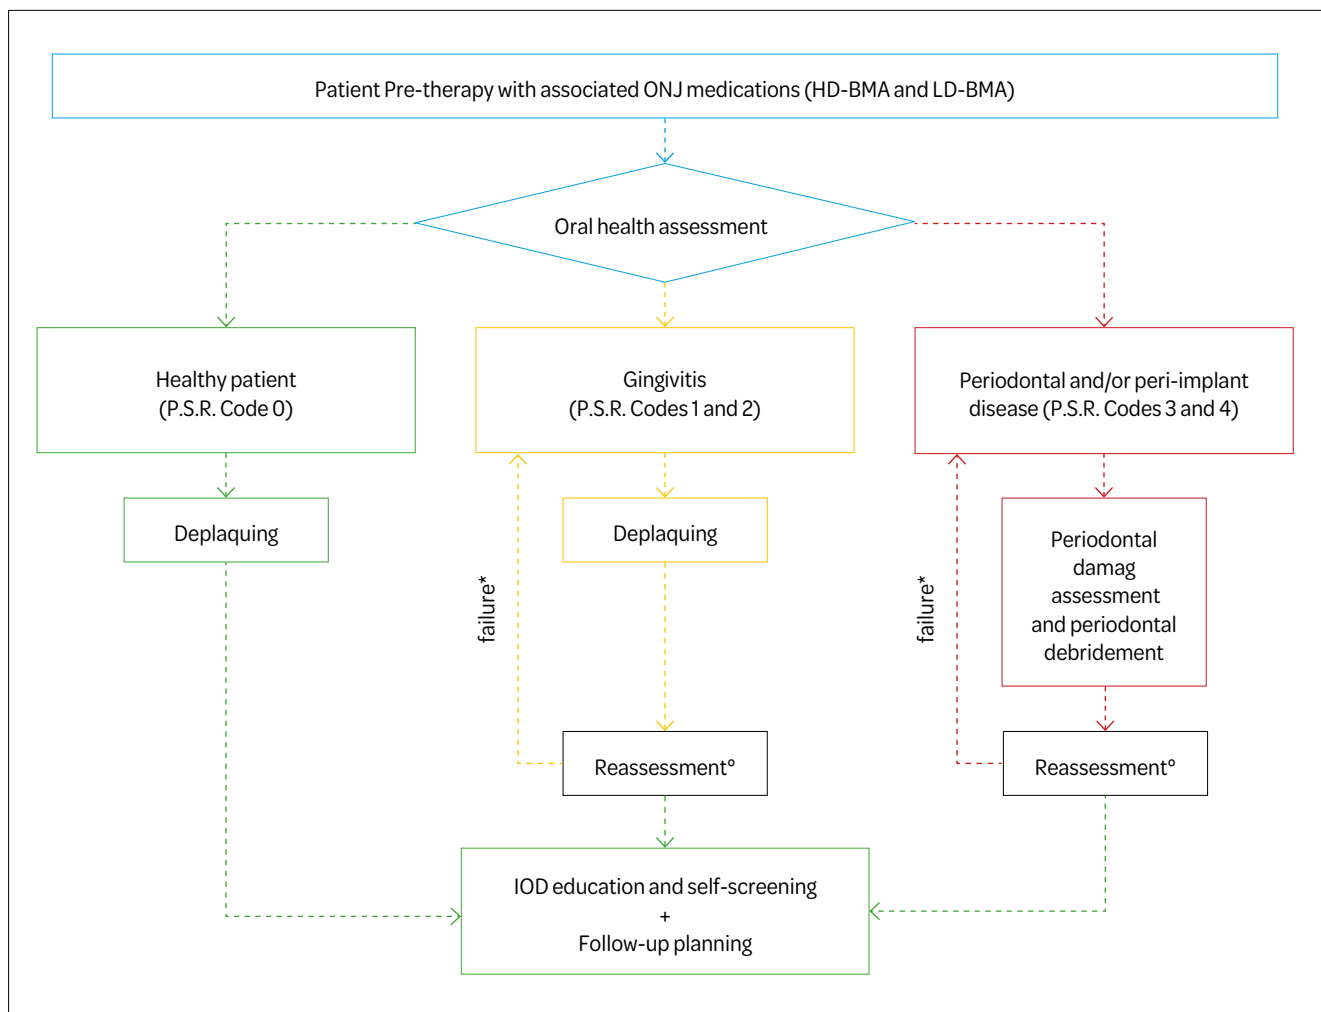 Patient Pre-therapy with associated ONJ medications (HD-BMA and LD-BMA)
Oral health assessment
Healthy patient
(P.S.R. Code 0)
Gingivitis
(P.S.R. Codes 1 and 2)
Periodontal and/or peri-implant
disease (P.S.R. Codes 3 and 4)
Deplaquing
Deplaquing
Periodontal
damag
assessment
and periodontal
debridement
failure*
failure*
Reassessment°
Reassessment°
IOD education and self-screening
+
Follow-up planning